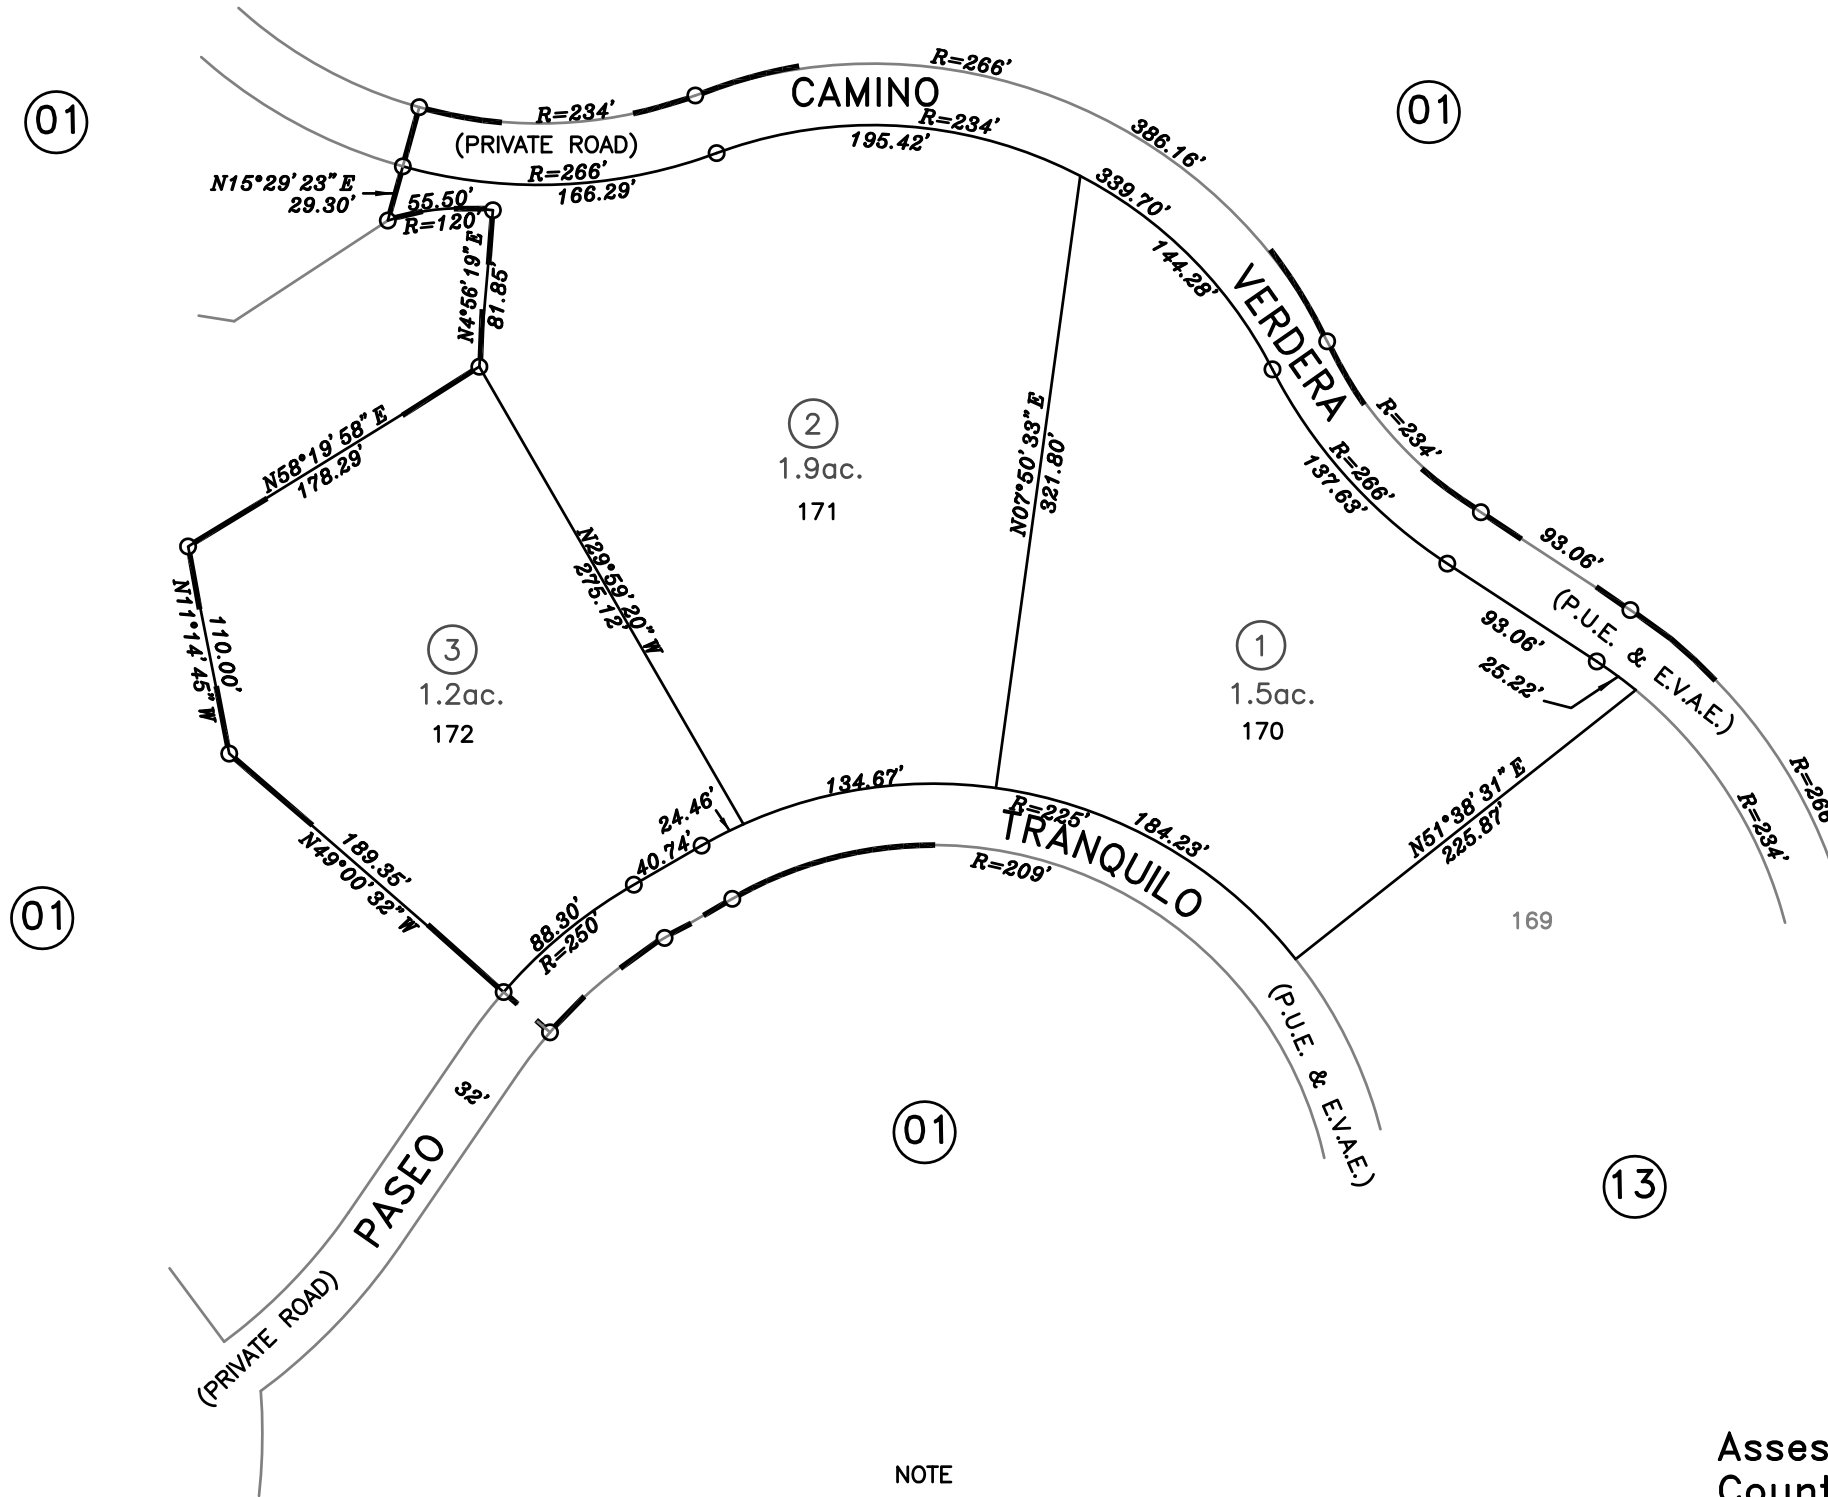 R=266'
01
CAMINO
01
R=234'
R=234'
386.16'
(PRIVATE ROAD)
195.42'
R=266'
166.29'
N15°29'23"E
29.30'
55.50'
R=120'
339.70'
144.28'
N4°56'19"E
81.85'
VERDERA
R=234'
N58°19'58"E
178.29'
2
1.9ac.
171
N07°50'33"E
321.80'
R=266'
137.63'
93.06'
N29°59'20"W
275.12'
(P.U.E. & E.V.A.E.)
93.06'
25.22'
N11°14'45"W
110.00'
3
1.2ac.
172
1
1.5ac.
170
134.67'
24.46'
40.74'
R=225'
184.23'
TRANQUILO
R=209'
N51°38'31"E
225.87'
R=266
R=234'
189.35'
N49°00'32"W
88.30'
R=250'
01
169
(P.U.E. & E.V.A.E.)
32'
PASEO
01
13
(PRIVATE ROAD)
NOTE
Asses
Count